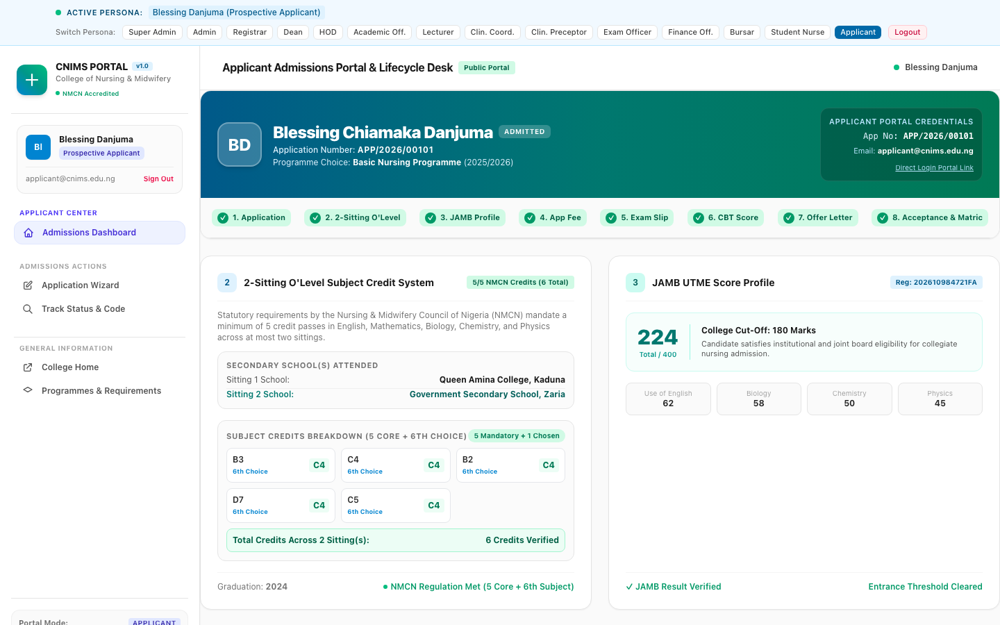 ACTIVE PERSONA: Blessing Danjuma (Prospective Applicant)
Switch Persona: Super Admin Admin Registrar Dean HOD Academic Off. Lecturer Clin. Coord. Clin. Preceptor Exam Officer Finance Off. Bursar Student Nurse Applicant Logout
CNIMS PORTAL v1.0
College of Nursing & Midwifery
NMCN Accredited
Bl
Blessing Danjuma
Prospective Applicant
applicant@cnims.edu.ng Sign Out
APPLICANT CENTER
Admissions Dashboard
ADMISSIONS ACTIONS
Application Wizard
Track Status & Code
GENERAL INFORMATION
College Home
Programmes & Requirements
Portal Mode: APPLICANT
Applicant Admissions Portal & Lifecycle Desk Public Portal
Blessing Danjuma
BD
Blessing Chiamaka Danjuma ADMITTED
Application Number: APP/2026/00101
Programme Choice: Basic Nursing Programme (2025/2026)
APPLICANT PORTAL CREDENTIALS
App No: APP/2026/00101
Email: applicant@cnims.edu.ng
Direct Login Portal Link
1. Application 2. 2-Sitting O'Level 3. JAMB Profile 4. App Fee 5. Exam Slip 6. CBT Score 7. Offer Letter 8. Acceptance & Matric
2 2-Sitting O'Level Subject Credit System 5/5 NMCN Credits (6 Total)
Statutory requirements by the Nursing & Midwifery Council of Nigeria (NMCN) mandate a
minimum of 5 credit passes in English, Mathematics, Biology, Chemistry, and Physics
across at most two sittings.
SECONDARY SCHOOL(S) ATTENDED
Sitting 1 School: Queen Amina College, Kaduna
Sitting 2 School: Government Secondary School, Zaria
SUBJECT CREDITS BREAKDOWN (5 CORE + 6TH CHOICE) 5 Mandatory + 1 Chosen
B3 6th Choice C4
C4 6th Choice C4
B2 6th Choice C4
D7 6th Choice C4
C5 6th Choice C4
Total Credits Across 2 Sitting(s): 6 Credits Verified
Graduation: 2024 NMCN Regulation Met (5 Core + 6th Subject)
3 JAMB UTME Score Profile Reg: 202610984721FA
224
Total / 400
College Cut-Off: 180 Marks
Candidate satisfies institutional and joint board eligibility for collegiate
nursing admission.
Use of English 62
Biology 58
Chemistry 50
Physics 45
JAMB Result Verified Entrance Threshold Cleared